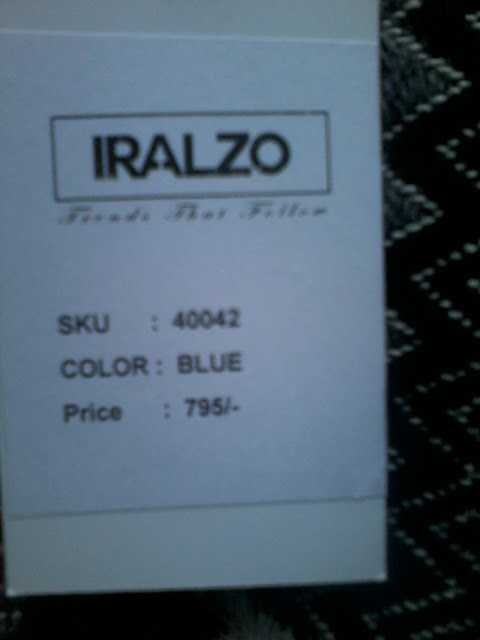 IRALZO
Trends That Follow
SKU : 40042
COLOR : BLUE
Price : 795/-